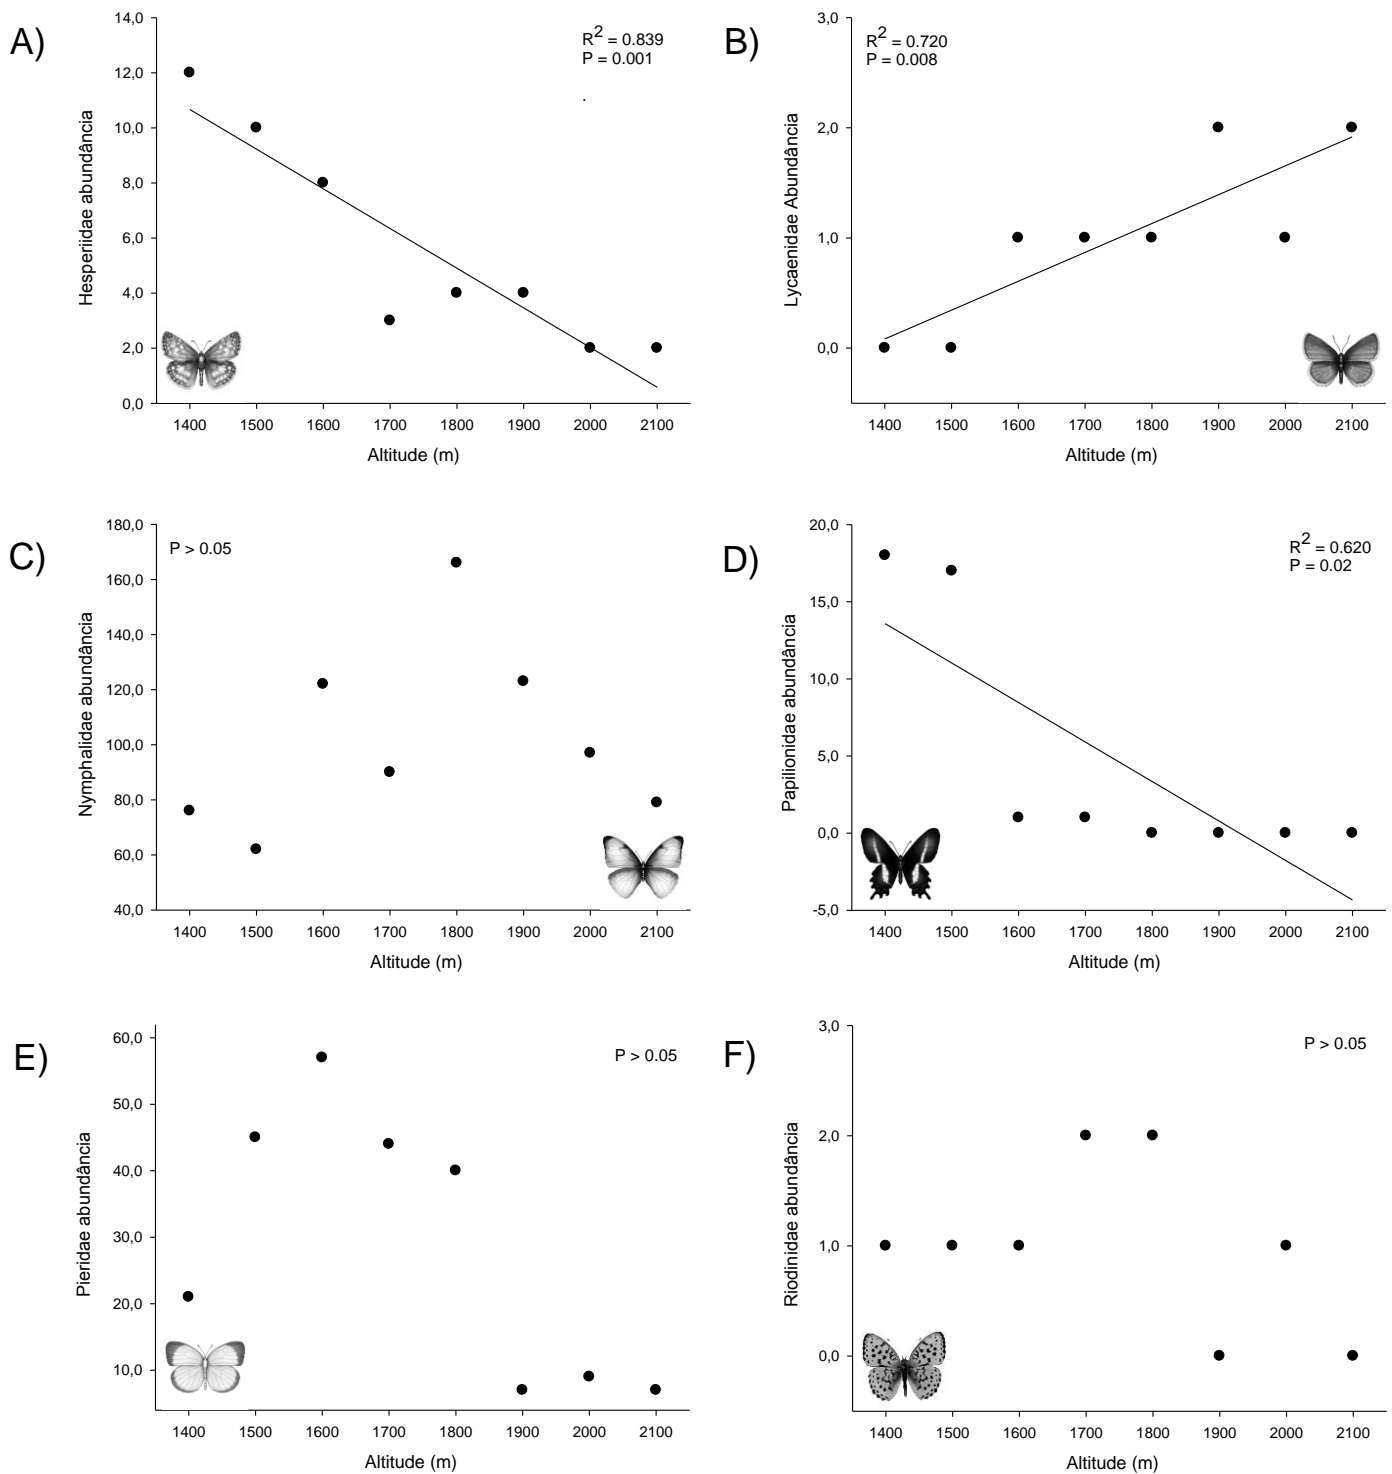 A)
R2 = 0.839
P = 0.001
Hesperiidae abundância
14,0
12,0
10,0
8,0
6,0
4,0
2,0
0,0
1400 1500 1600 1700 1800 1900 2000 2100
Altitude (m)
B)
R2 = 0.720
P = 0.008
Lycaenidae Abundância
3,0
2,0
1,0
0,0
1400 1500 1600 1700 1800 1900 2000 2100
Altitude (m)
C)
P > 0.05
Nymphalidae abundância
180,0
160,0
140,0
120,0
100,0
80,0
60,0
40,0
1400 1500 1600 1700 1800 1900 2000 2100
Altitude (m)
D)
R2 = 0.620
P = 0.02
Papilionidae abundância
20,0
15,0
10,0
5,0
0,0
-5,0
1400 1500 1600 1700 1800 1900 2000 2100
Altitude (m)
E)
P > 0.05
Pieridae abundância
60,0
50,0
40,0
30,0
20,0
10,0
1400 1500 1600 1700 1800 1900 2000 2100
Altitude (m)
F)
P > 0.05
Riodinidae abundância
3,0
2,0
1,0
0,0
1400 1500 1600 1700 1800 1900 2000 2100
Altitude (m)